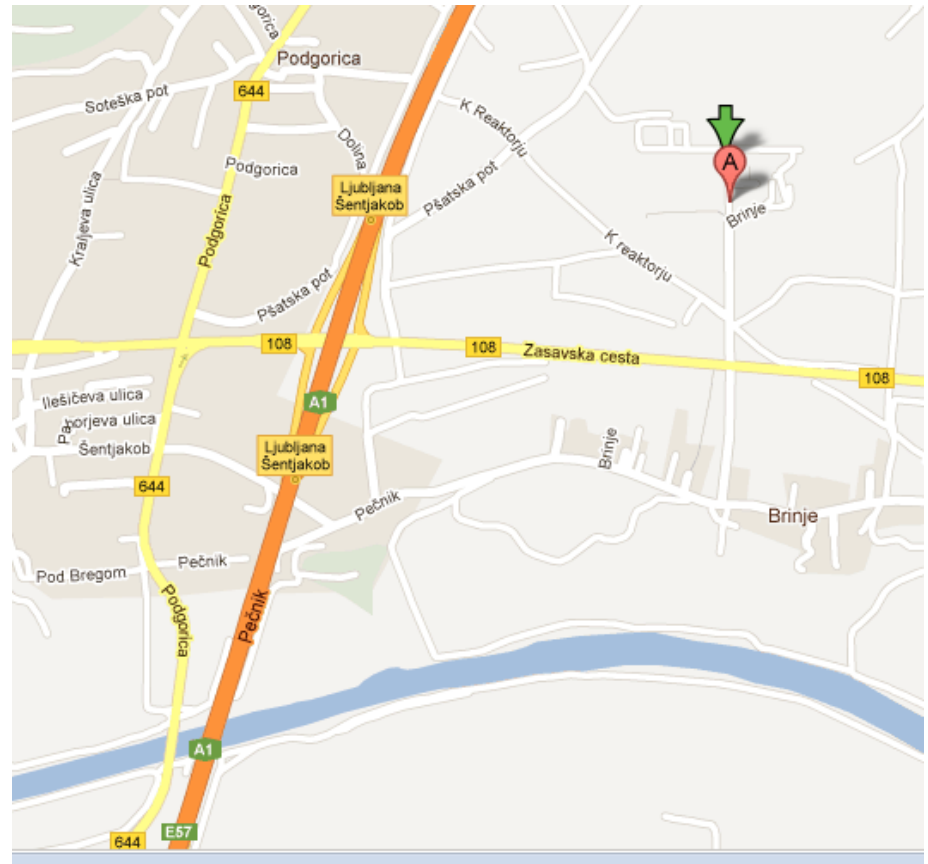 Podgorica
644
Soteška pot
K Reaktorju
Dolina
A
Podgorica
Ljubljana
Šentjakob
Pšatska pot
Kraljeva ulica
Podgorica
Brinje
K reaktorju
Pšatska pot
108
108
Zasavska cesta
108
Ilešičeva ulica
A1
orjeva ulica
Šentjakob
Ljubljana
Šentjakob
Brinje
644
Pečnik
Brinje
Pečnik
Pod Bregom
Podgorica
Pečnik
A1
E57
644